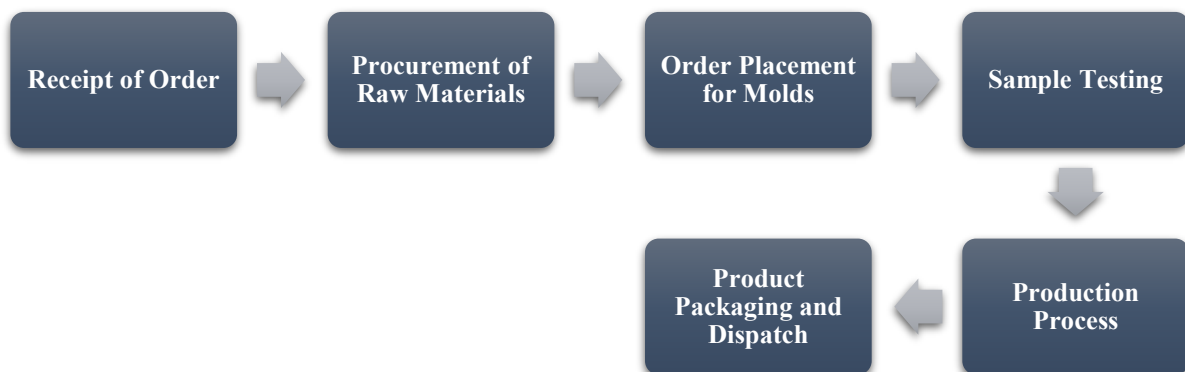 Receipt of Order
Procurement of
Raw Materials
Order Placement
for Molds
Sample Testing
Production
Process
Product
Packaging and
Dispatch